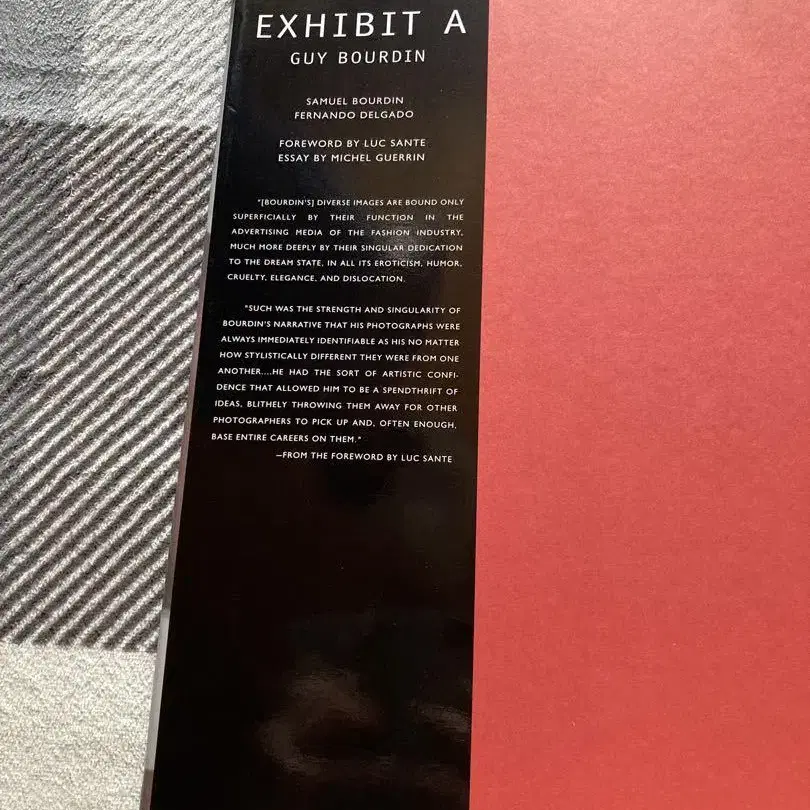 EXHIBIT A
GUY BOURDIN
SAMUEL BOURDIN
FERNANDO DELGADO
FOREWORD BY LUC SANTE
ESSAY BY MICHEL GUERRIN
"[BOURDIN'S] DIVERSE IMAGES ARE BOUND ONLY
SUPERFICIALLY BY THEIR FUNCTION IN THE
ADVERTISING MEDIA OF THE FASHION INDUSTRY,
MUCH MORE DEEPLY BY THEIR SINGULAR DEDICATION
TO THE DREAM STATE, IN ALL ITS EROTICISM, HUMOR,
CRUELTY, ELEGANCE, AND DISLOCATION.
"SUCH WAS THE STRENGTH AND SINGULARITY OF
BOURDIN'S NARRATIVE THAT HIS PHOTOGRAPHS WERE
ALWAYS IMMEDIATELY IDENTIFIABLE AS HIS NO MATTER
HOW STYLISTICALLY DIFFERENT THEY WERE FROM ONE
ANOTHER....HE HAD THE SORT OF ARTISTIC CONFI-
DENCE THAT ALLOWED HIM TO BE A SPENDTHRIFT OF
IDEAS, BLITHELY THROWING THEM AWAY FOR OTHER
PHOTOGRAPHERS TO PICK UP AND, OFTEN ENOUGH,
BASE ENTIRE CAREERS ON THEM."
—FROM THE FOREWORD BY LUC SANTE